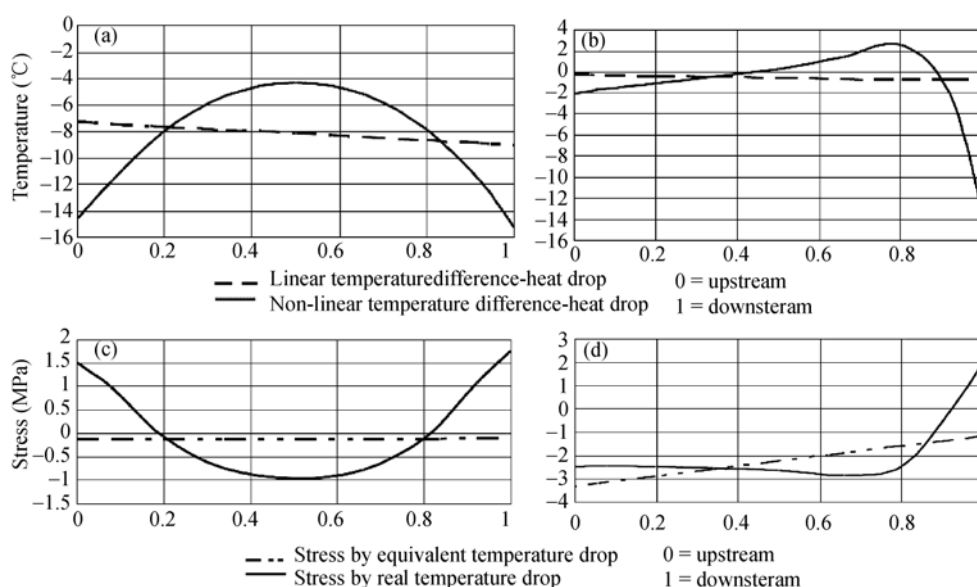 0
−2
−4
−6
−8
−10
−12
−14
−16
Temperature (℃)
(a)
0 0.2 0.4 0.6 0.8 1
4
2
0
−2
−4
−6
−8
−10
−12
−14
−16
(b)
0 0.2 0.4 0.6 0.8
Linear temperaturedifference-heat drop 0 = upstream
Non-linear temperature difference-heat drop 1 = downsteram
2
1.5
1
0.5
0
−0.5
−1
−1.5
Stress (MPa)
(c)
0 0.2 0.4 0.6 0.8 1
3
2
1
0
−1
−2
−3
−4
(d)
0 0.2 0.4 0.6 0.8
Stress by equivalent temperature drop 0 = upstream
Stress by real temperature drop 1 = downsteram